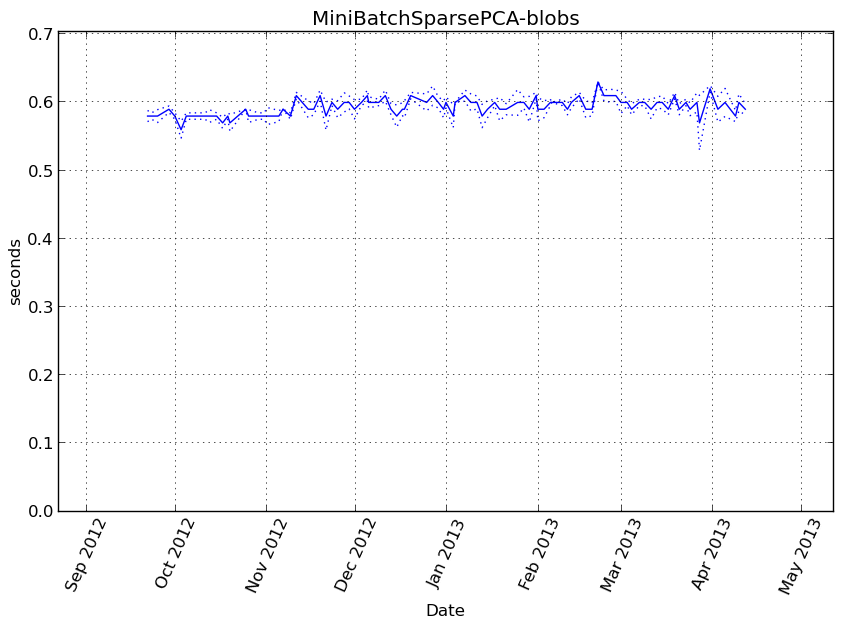 MiniBatchSparsePCA-blobs
0.7
0.6
0.5
0.4
0.3
0.2
0.1
0.0
seconds
Sep 2012
Oct 2012
Nov 2012
Dec 2012
Jan 2013
Feb 2013
Mar 2013
Apr 2013
May 2013
Date